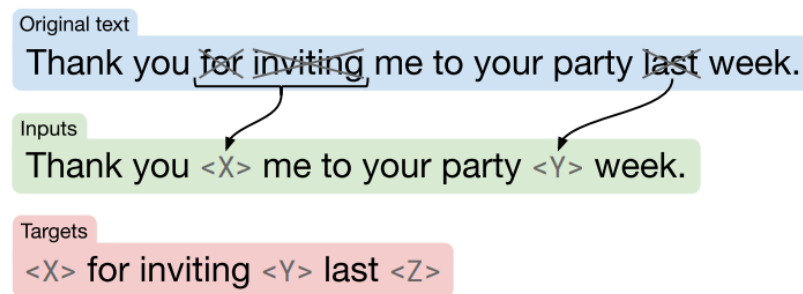 Original text
Thank you for inviting me to your party last week.
Inputs
Thank you <X> me to your party <Y> week.
Targets
<X> for inviting <Y> last <Z>